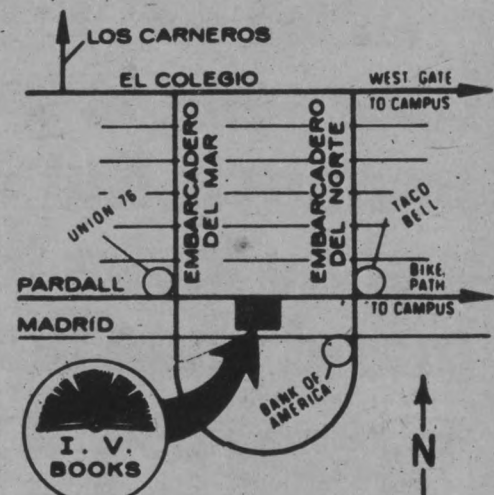 LOS CARNEROS
EL COLEGIO
WEST GATE
TO CAMPUS
EMBARCADERO
DEL MAR
EMBARCADERO
DEL NORTE
UNION 76
TACO
BELL
PARDALL
BIKE PATH
TO CAMPUS
MADRID
BANK OF
AMERICA
I. V.
BOOKS
N